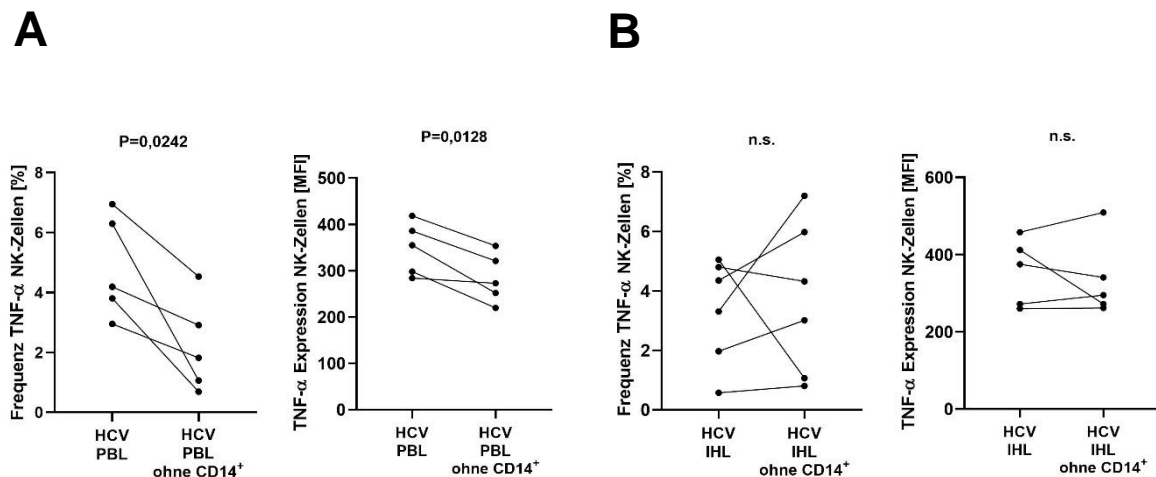 A
B
P=0,0242
Frequenz TNF-α NK-Zellen [%]
8
6
4
2
0
HCV
PBL
HCV
PBL
ohne CD14⁺
P=0,0128
TNF-α Expression NK-Zellen [MFI]
500
400
300
200
100
0
HCV
PBL
HCV
PBL
ohne CD14⁺
n.s.
Frequenz TNF-α NK-Zellen [%]
8
6
4
2
0
HCV
IHL
HCV
IHL
ohne CD14⁺
n.s.
TNF-α Expression NK-Zellen [MFI]
600
400
200
0
HCV
IHL
HCV
IHL
ohne CD14⁺